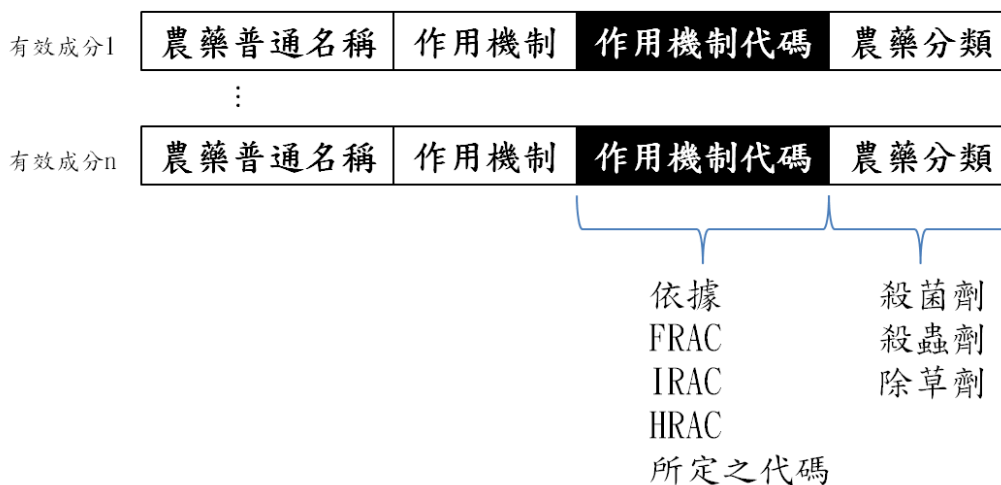 有效成分1 農藥普通名稱 作用機制 作用機制代碼 農藥分類
⋮
有效成分n 農藥普通名稱 作用機制 作用機制代碼 農藥分類
依據
FRAC
IRAC
HRAC
所定之代碼
殺菌劑
殺蟲劑
除草劑